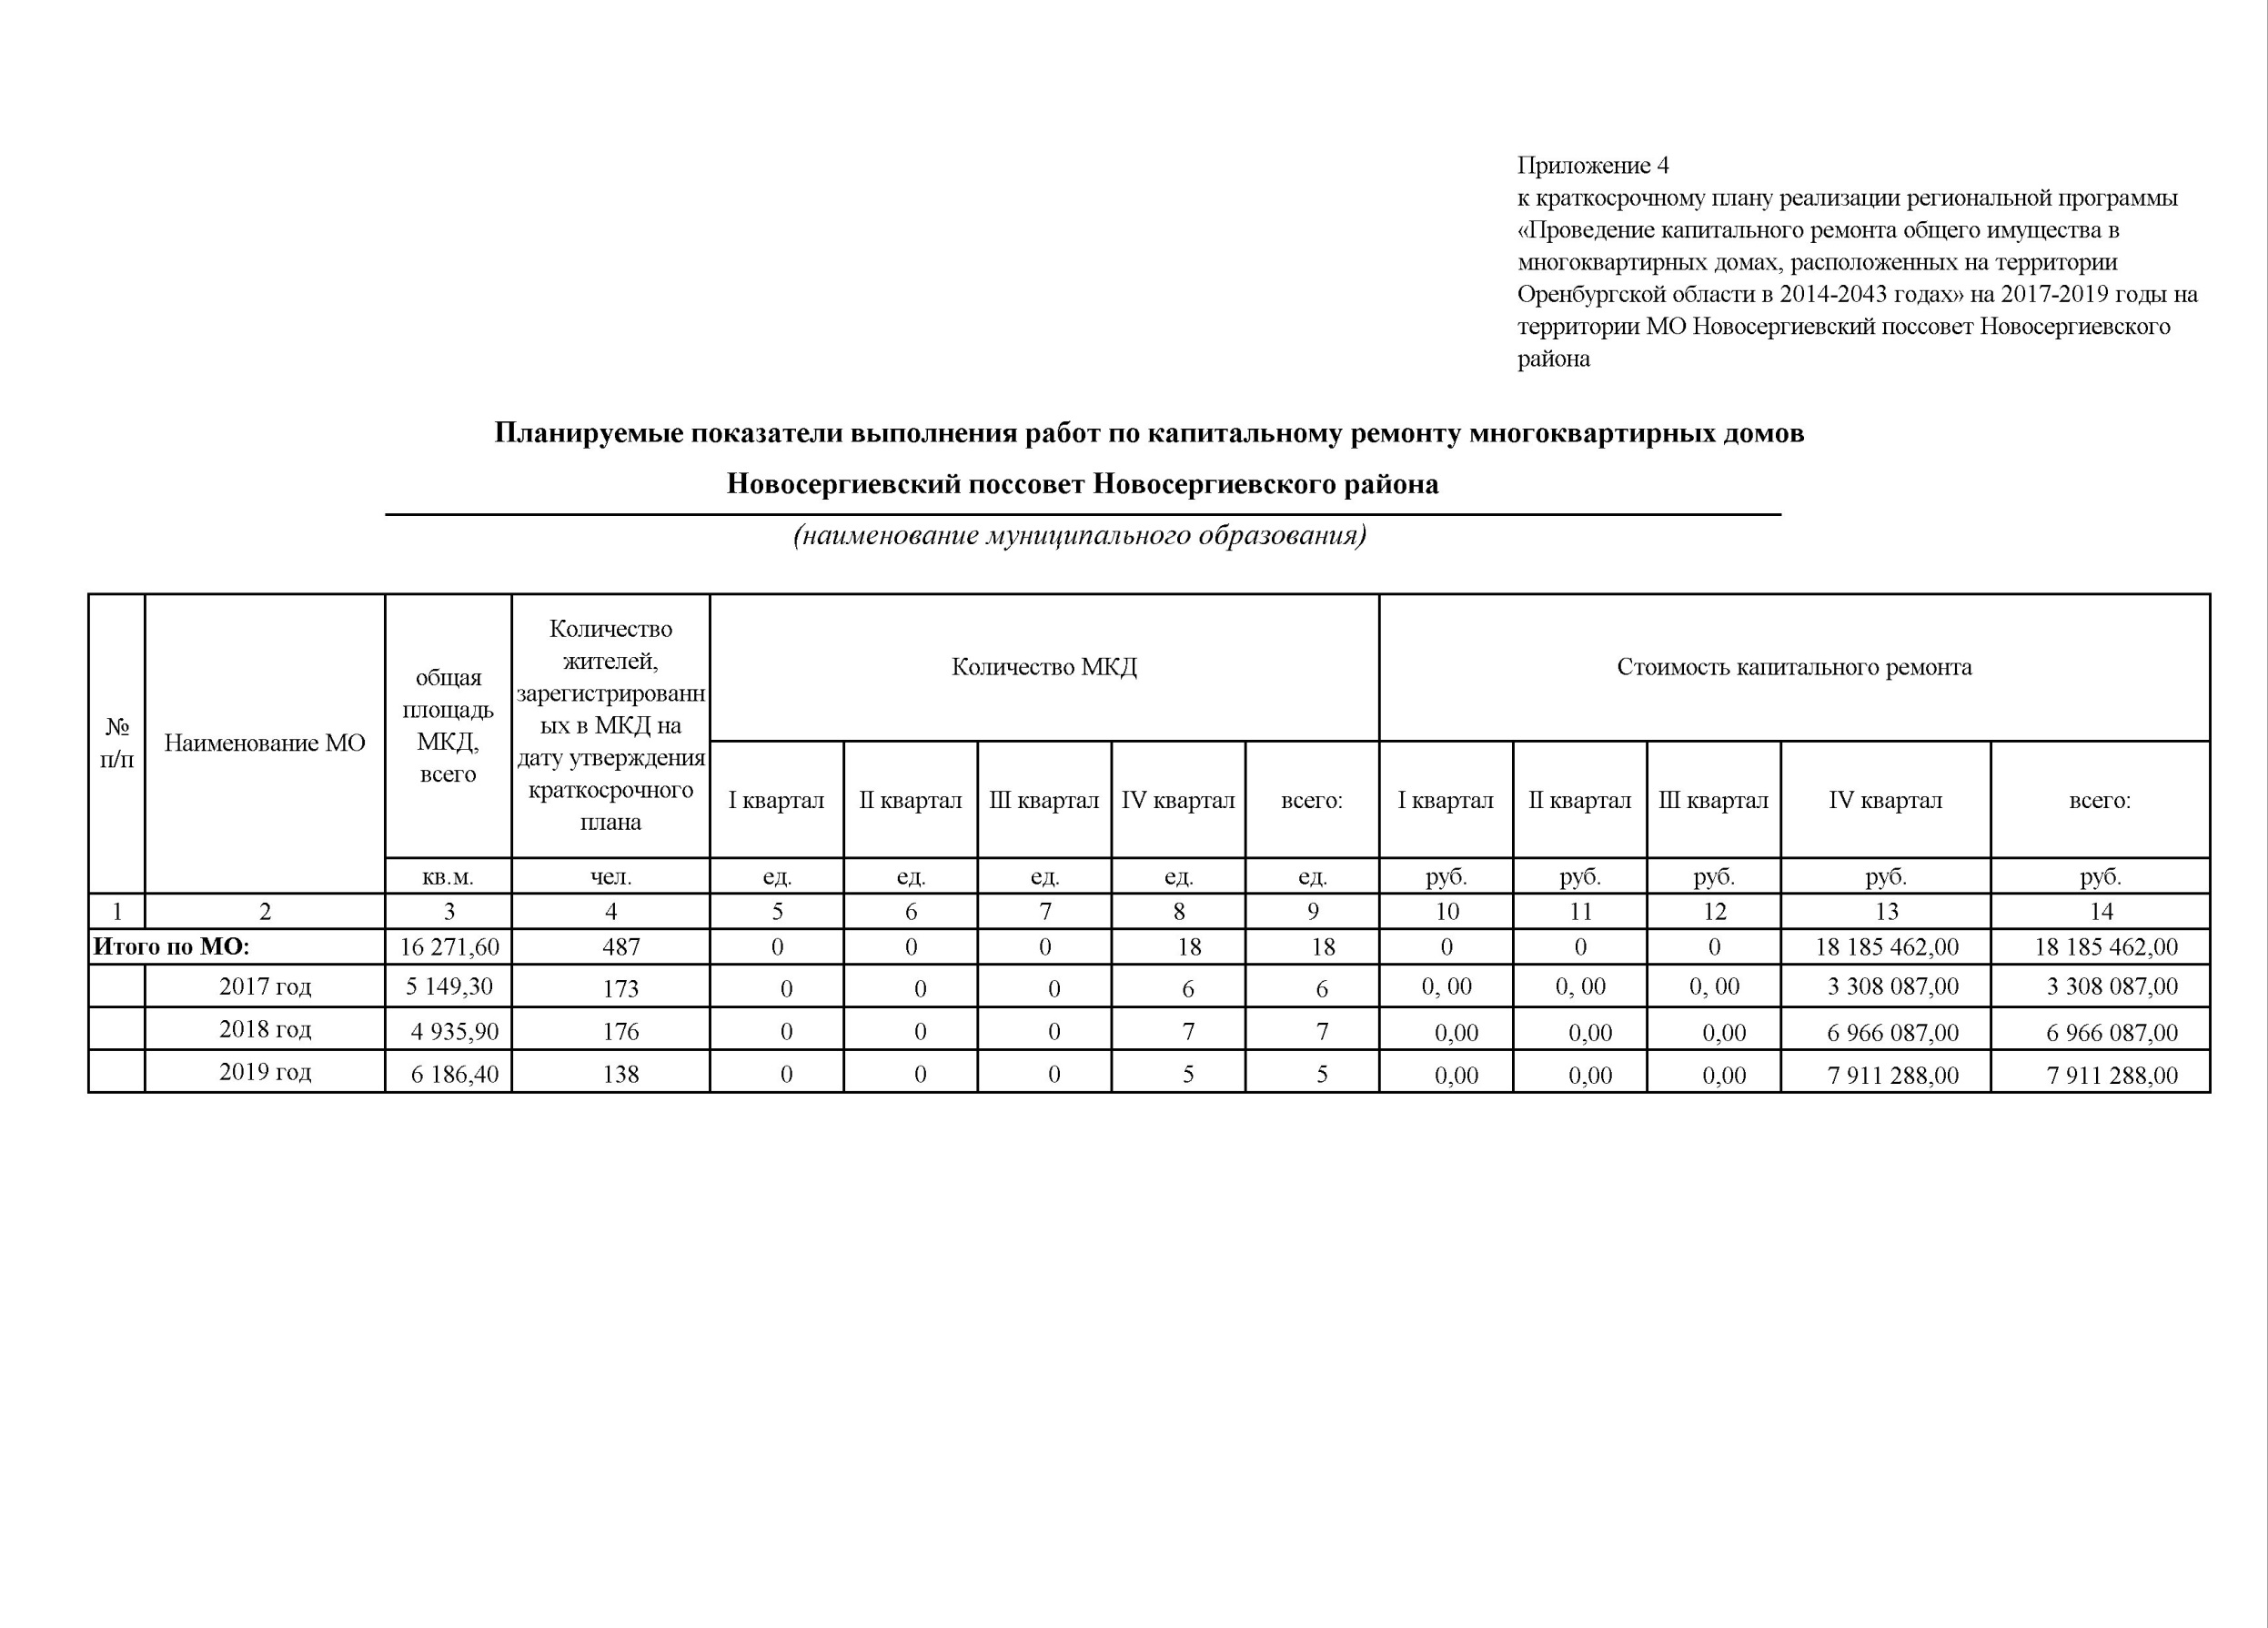 Приложение 4
к краткосрочному плану реализации региональной программы
«Проведение капитального ремонта общего имущества в
многоквартирных домах, расположенных на территории
Оренбургской области в 2014-2043 годах» на 2017-2019 годы на
территории МО Новосергиевский поссовет Новосергиевского
района
Планируемые показатели выполнения работ по капитальному ремонту многоквартирных домов
Новосергиевский поссовет Новосергиевского района
(наименование муниципального образования)
№
п/п
Наименование МО
общая
площадь
МКД,
всего
Количество
жителей,
зарегистрированн
ых в МКД на
дату утверждения
краткосрочного
плана
Количество МКД
Стоимость капитального ремонта
I квартал II квартал III квартал IV квартал всего: I квартал II квартал III квартал IV квартал всего:
кв.м. чел. ед. ед. ед. ед. ед. руб. руб. руб. руб. руб.
1 2 3 4 5 6 7 8 9 10 11 12 13 14
Итого по МО: 16 271,60 487 0 0 0 18 18 0 0 0 18 185 462,00 18 185 462,00
2017 год 5 149,30 173 0 0 0 6 6 0, 00 0, 00 0, 00 3 308 087,00 3 308 087,00
2018 год 4 935,90 176 0 0 0 7 7 0,00 0,00 0,00 6 966 087,00 6 966 087,00
2019 год 6 186,40 138 0 0 0 5 5 0,00 0,00 0,00 7 911 288,00 7 911 288,00